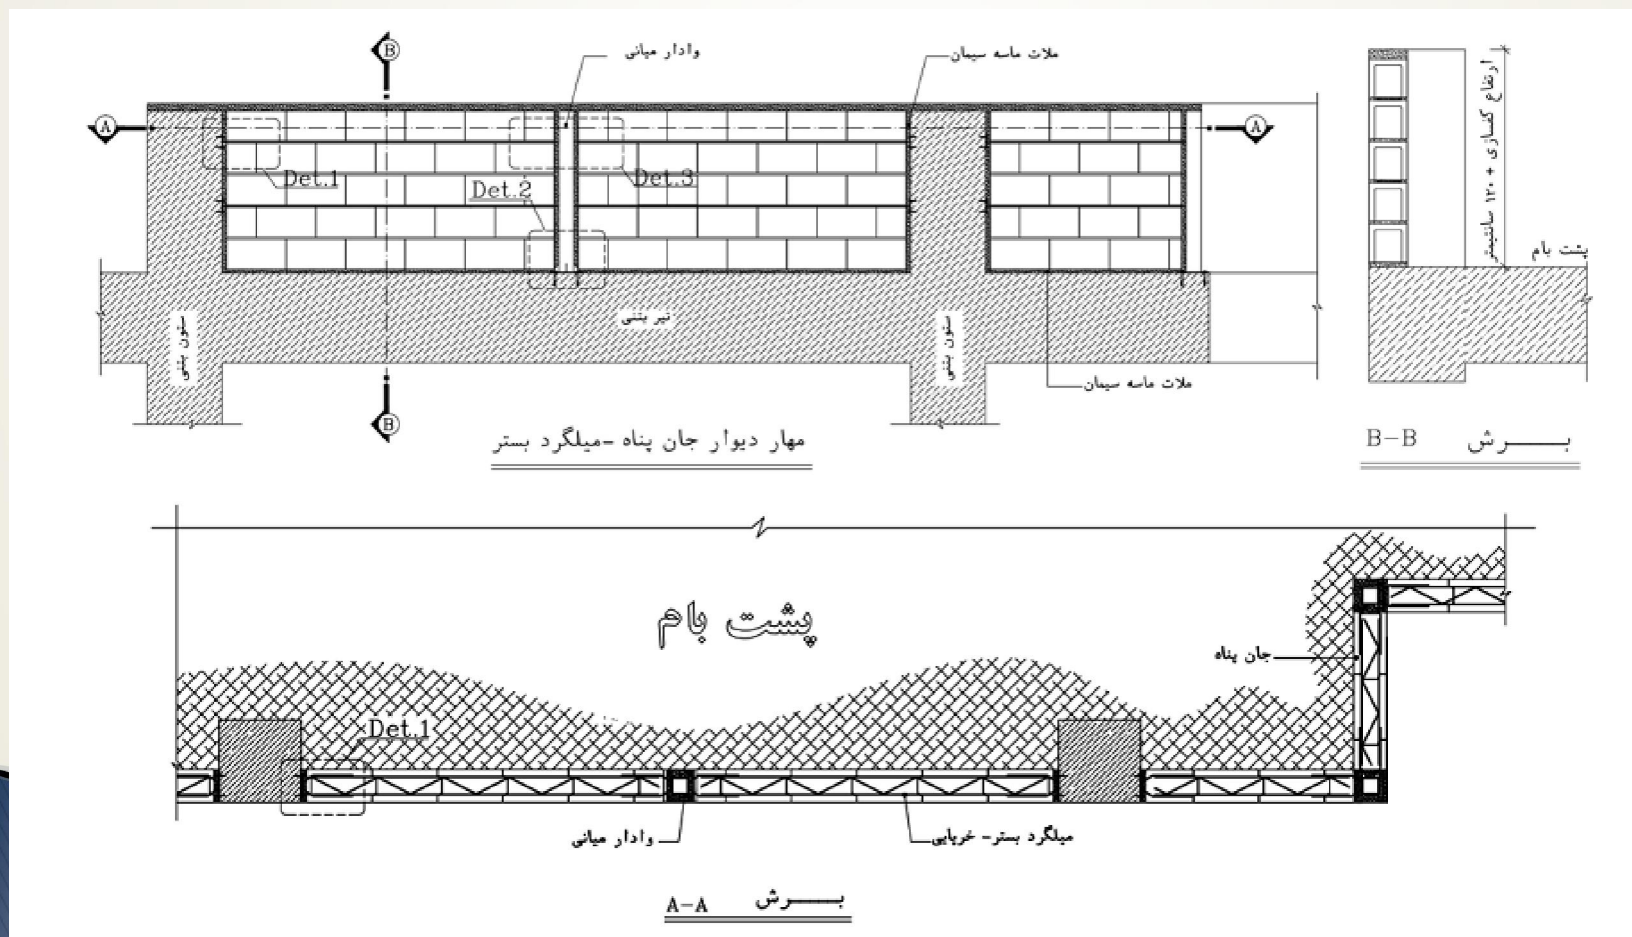 B
وادار میانی
ملات ماسه سیمان
A
A
Det.1
Det.2
Det.3
ستون بتنی
تیر بتنی
ستون بتنی
ملات ماسه سیمان
B
مهار دیوار جان پناه -میلگرد بستر
ارتفاع کفسازی + ۱۲۰ سانتیمتر
پشت بام
برش B-B
پشت بام
جان پناه
Det.1
وادار میانی
میلگرد بستر- خرپایی
برش A-A